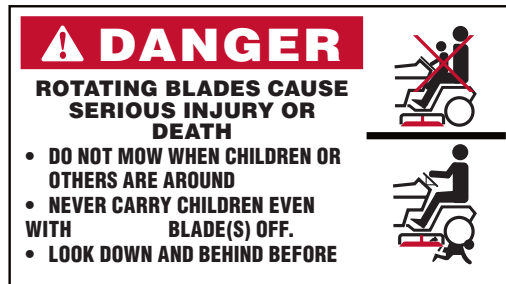 DANGER
ROTATING BLADES CAUSE
SERIOUS INJURY OR
DEATH
• DO NOT MOW WHEN CHILDREN OR
OTHERS ARE AROUND
• NEVER CARRY CHILDREN EVEN
WITH BLADE(S) OFF.
• LOOK DOWN AND BEHIND BEFORE